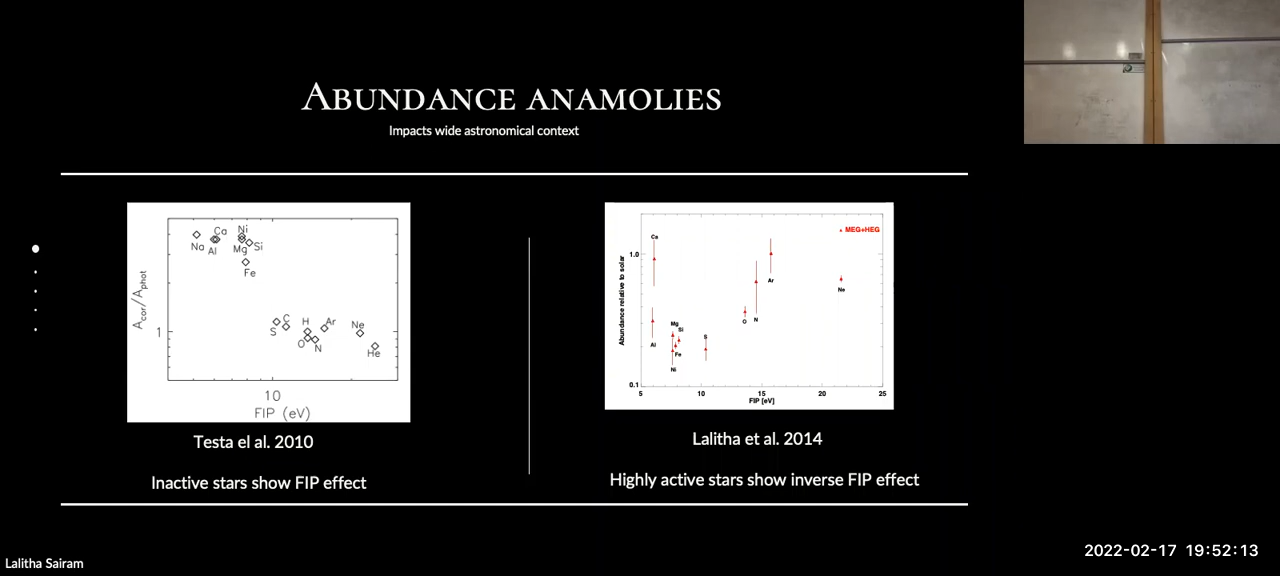 ABUNDANCE ANAMOLIES
Impacts wide astronomical context
Na
Ca
Al
Ni
Mg
Si
Fe
S
C
H
O
N
Ar
Ne
He
1
A_cor/A_phot
10
FIP (eV)
Testa el al. 2010
Inactive stars show FIP effect
MEG+HEG
Ca
1.0
Abundance relative to solar
Al
Mg
Si
Fe
Ni
S
O
N
Ar
Ne
0.1
5 10 15 20 25
FIP [eV]
Lalitha et al. 2014
Highly active stars show inverse FIP effect
2022-02-17 19:52:13
Lalitha Sairam